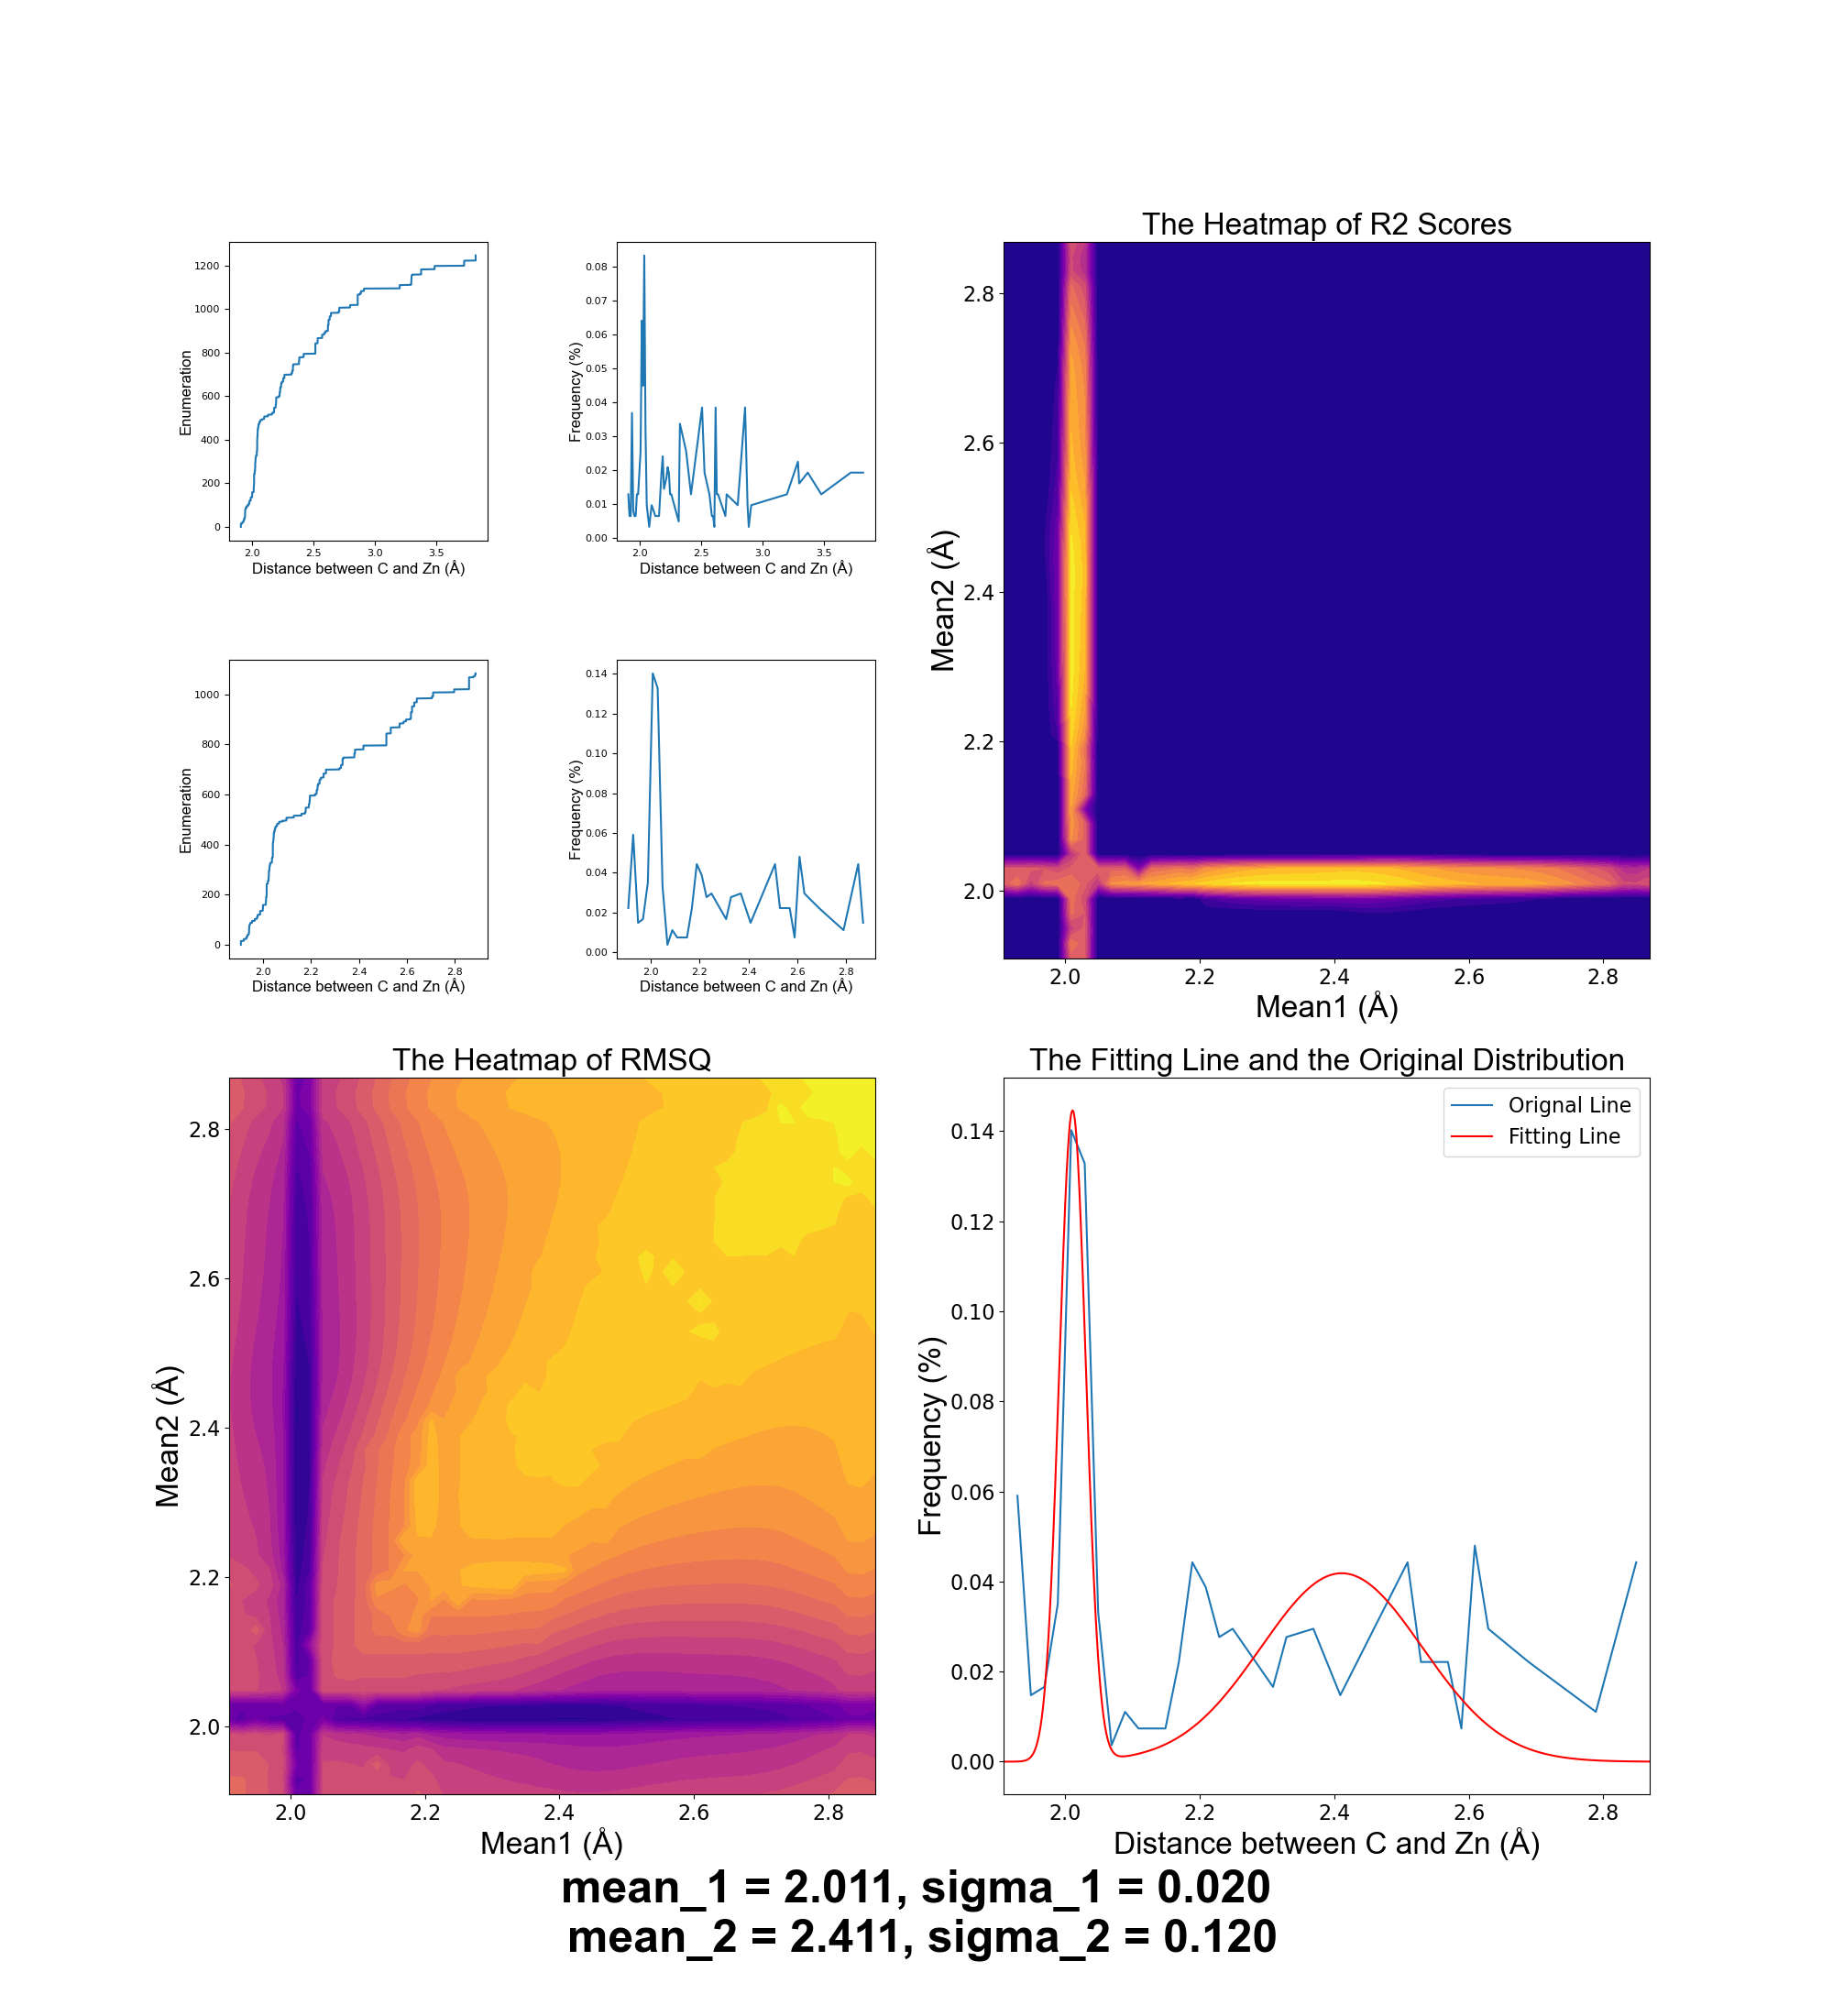 Enumeration
1200
1000
800
600
400
200
0
2.0 2.5 3.0 3.5
Distance between C and Zn (Å)
Frequency (%)
0.08
0.07
0.06
0.05
0.04
0.03
0.02
0.01
0.00
2.0 2.5 3.0 3.5
Distance between C and Zn (Å)
Enumeration
1000
800
600
400
200
0
2.0 2.2 2.4 2.6 2.8
Distance between C and Zn (Å)
Frequency (%)
0.14
0.12
0.10
0.08
0.06
0.04
0.02
0.00
2.0 2.2 2.4 2.6 2.8
Distance between C and Zn (Å)
The Heatmap of R2 Scores
Mean2 (Å)
2.8
2.6
2.4
2.2
2.0
2.0 2.2 2.4 2.6 2.8
Mean1 (Å)
The Heatmap of RMSQ
Mean2 (Å)
2.8
2.6
2.4
2.2
2.0
2.0 2.2 2.4 2.6 2.8
Mean1 (Å)
The Fitting Line and the Original Distribution
Orignal Line
Fitting Line
Frequency (%)
0.14
0.12
0.10
0.08
0.06
0.04
0.02
0.00
2.0 2.2 2.4 2.6 2.8
Distance between C and Zn (Å)
mean_1 = 2.011, sigma_1 = 0.020
mean_2 = 2.411, sigma_2 = 0.120